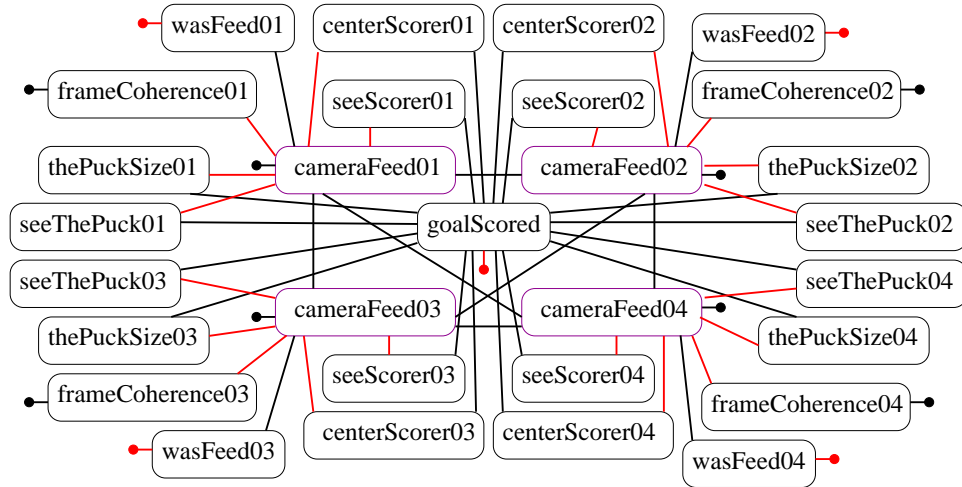 wasFeed01
centerScorer01
centerScorer02
wasFeed02
frameCoherence01
seeScorer01
seeScorer02
frameCoherence02
thePuckSize01
cameraFeed01
cameraFeed02
thePuckSize02
seeThePuck01
goalScored
seeThePuck02
seeThePuck03
seeThePuck04
thePuckSize03
cameraFeed03
cameraFeed04
thePuckSize04
frameCoherence03
seeScorer03
seeScorer04
frameCoherence04
wasFeed03
centerScorer03
centerScorer04
wasFeed04